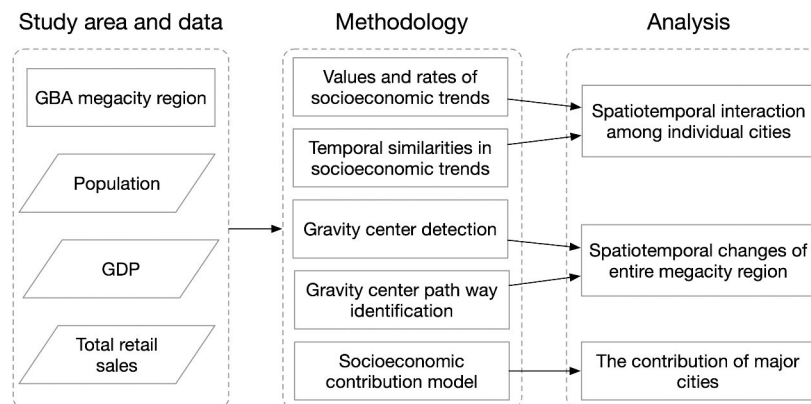 Study area and data
GBA megacity region
Population
GDP
Total retail
sales
Methodology
Values and rates of
socioeconomic trends
Temporal similarities in
socioeconomic trends
Gravity center detection
Gravity center path way
identification
Socioeconomic
contribution model
Analysis
Spatiotemporal interaction
among individual cities
Spatiotemporal changes of
entire megacity region
The contribution of major
cities